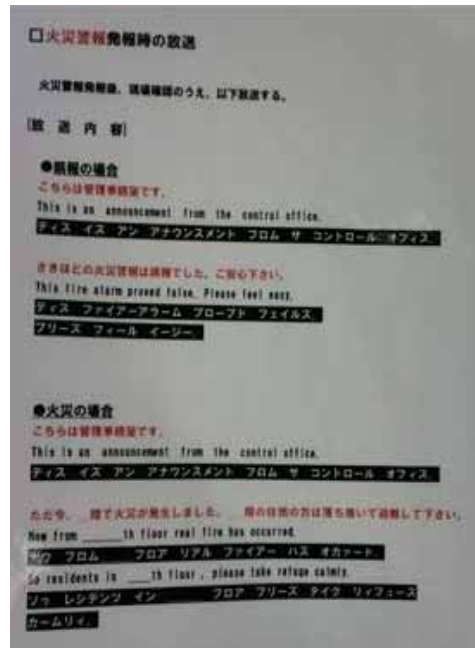 □火災警報発報時の放送
火災警報発報後、現場確認のうえ、以下放送する。
[放 送 内 容]
●誤報の場合
こちらは管理事務室です。
This is an announcement from the control office.
ディス イズ アン アナウンスメント フロム ザ コントロール オフィス。
さきほどの火災警報は誤報でした。ご安心下さい。
This fire alarm proved false. Please feel easy.
ディス ファイアーアラーム プローブド フェイルス。
プリーズ フィール イージー。
●火災の場合
こちらは管理事務室です。
This is an announcement from the control office.
ディス イズ アン アナウンスメント フロム ザ コントロール オフィス。
ただ今、__階で火災が発生しました。__階の住民の方は落ち着いて避難して下さい。
Now from ______th floor real fire has occurred.
ナウ フロム フロア リアル ファイアー ハズ オカァード。
So residents in ____th floor, please take refuge calmly.
ソゥ レジデンツ イン フロア プリーズ テイク リィフュース
カームリィ。